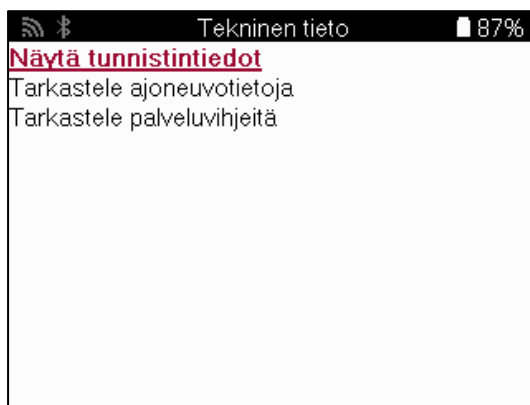 Tekninen tieto 87%
Näytä tunnistintiedot
Tarkastele ajoneuvotietoja
Tarkastele palveluvihjeitä